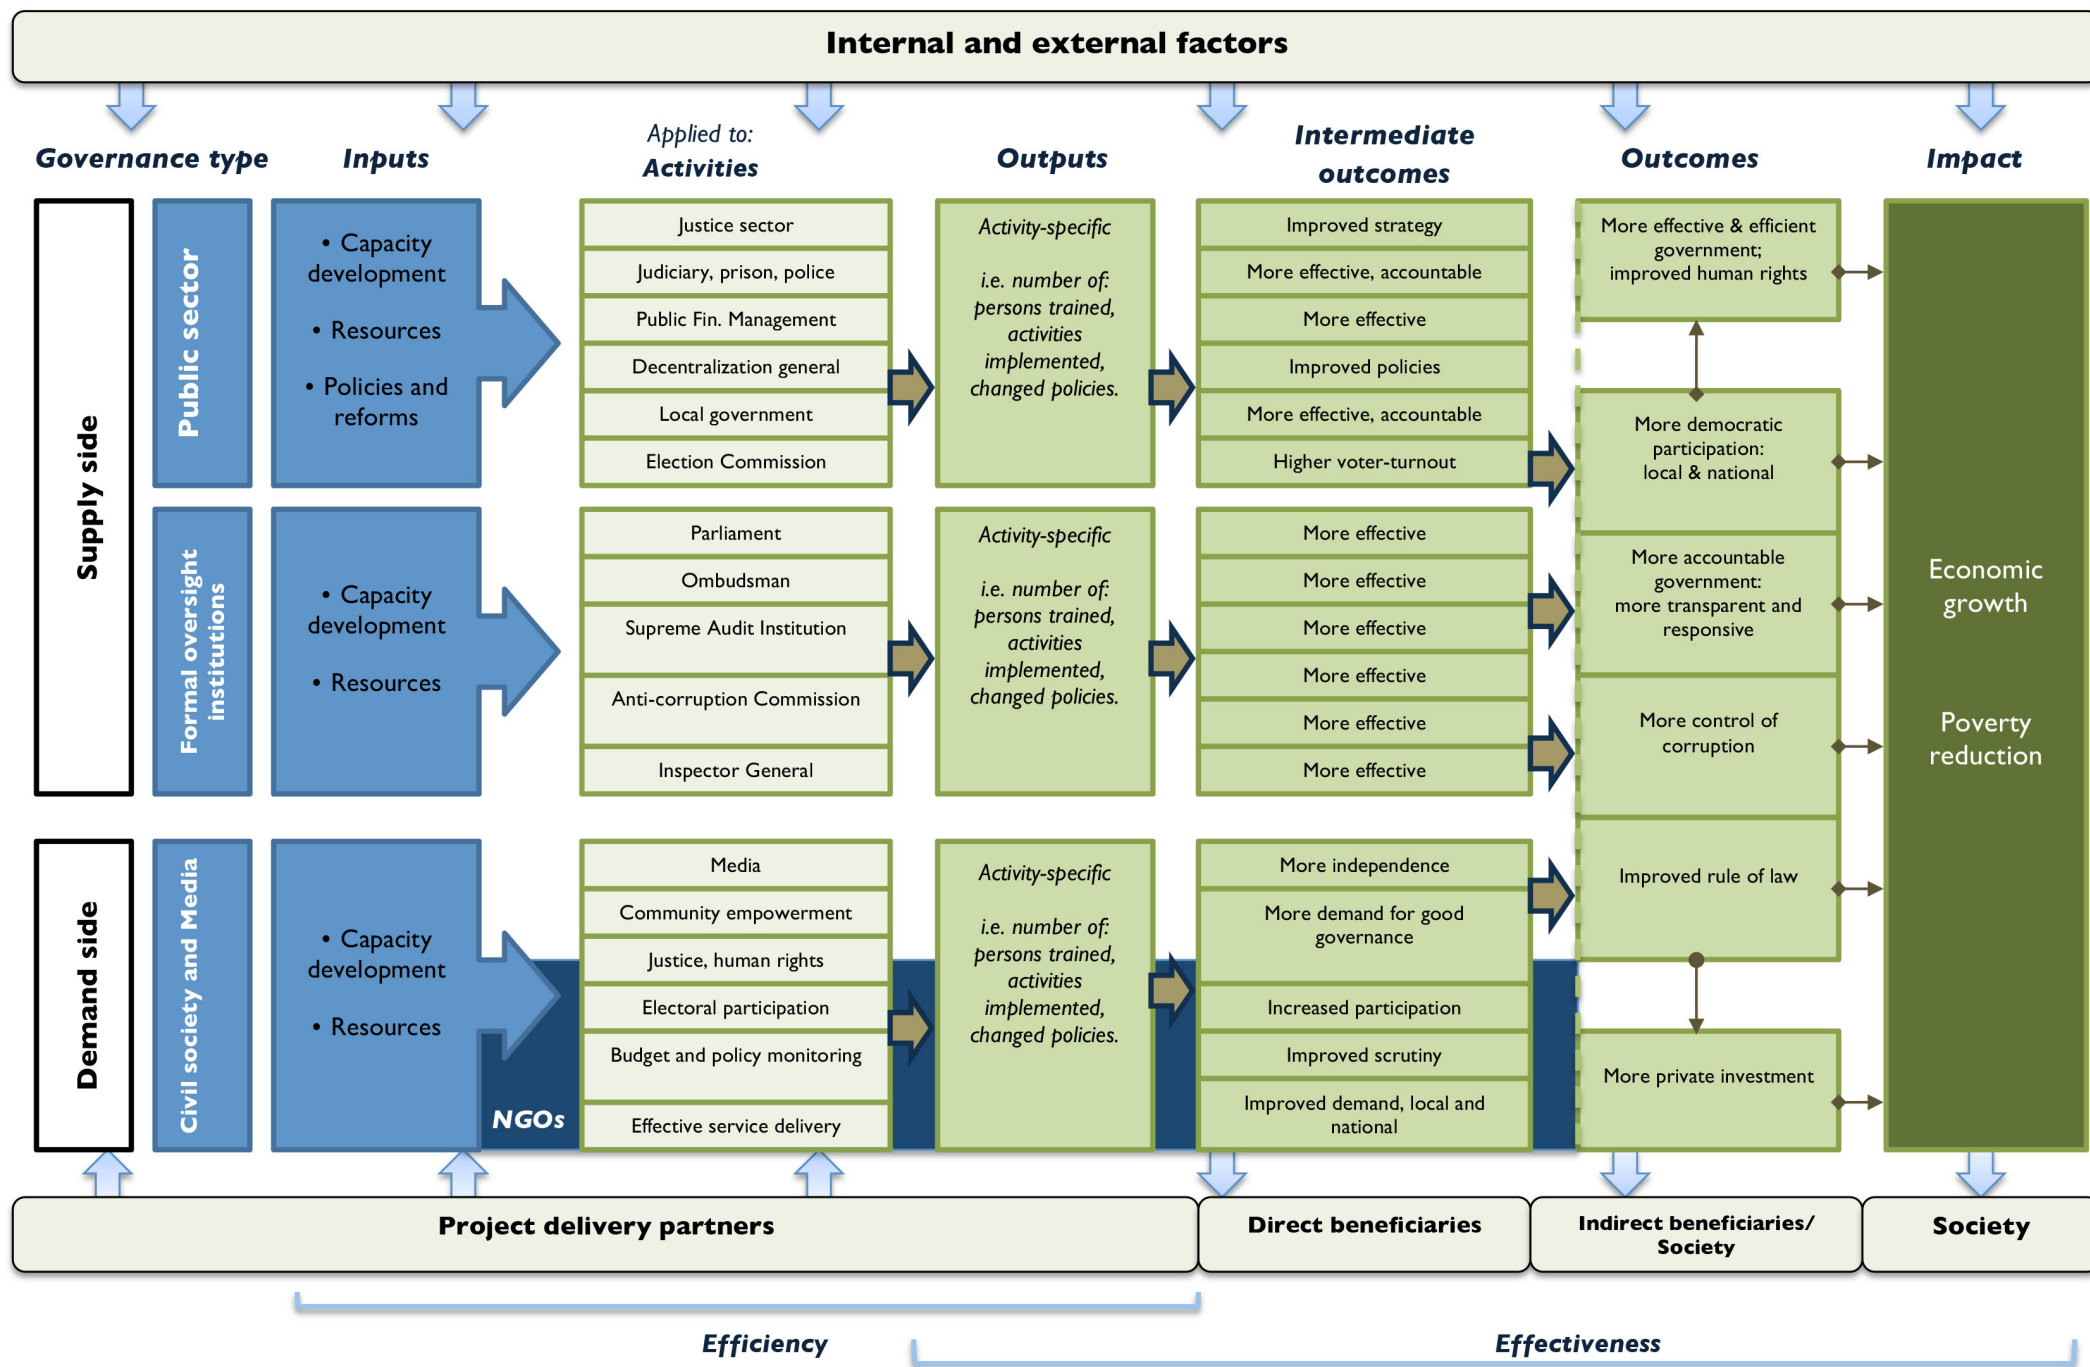 Internal and external factors
Governance type
Inputs
Applied to:
Activities
Outputs
Intermediate
outcomes
Outcomes
Impact
Supply side
Public sector
• Capacity
development
• Resources
• Policies and
reforms
Justice sector
Judiciary, prison, police
Public Fin. Management
Decentralization general
Local government
Election Commission
Activity-specific
i.e. number of:
persons trained,
activities
implemented,
changed policies.
Improved strategy
More effective, accountable
More effective
Improved policies
More effective, accountable
Higher voter-turnout
Formal oversight
institutions
• Capacity
development
• Resources
Parliament
Ombudsman
Supreme Audit Institution
Anti-corruption Commission
Inspector General
Activity-specific
i.e. number of:
persons trained,
activities
implemented,
changed policies.
More effective
More effective
More effective
More effective
More effective
More effective
Demand side
Civil society and Media
• Capacity
development
• Resources
NGOs
Media
Community empowerment
Justice, human rights
Electoral participation
Budget and policy monitoring
Effective service delivery
Activity-specific
i.e. number of:
persons trained,
activities
implemented,
changed policies.
More independence
More demand for good
governance
Increased participation
Improved scrutiny
Improved demand, local and
national
More effective & efficient
government;
improved human rights
More democratic
participation:
local & national
More accountable
government:
more transparent and
responsive
More control of
corruption
Improved rule of law
More private investment
Economic
growth
Poverty
reduction
Project delivery partners
Direct beneficiaries
Indirect beneficiaries/
Society
Society
Efficiency
Effectiveness